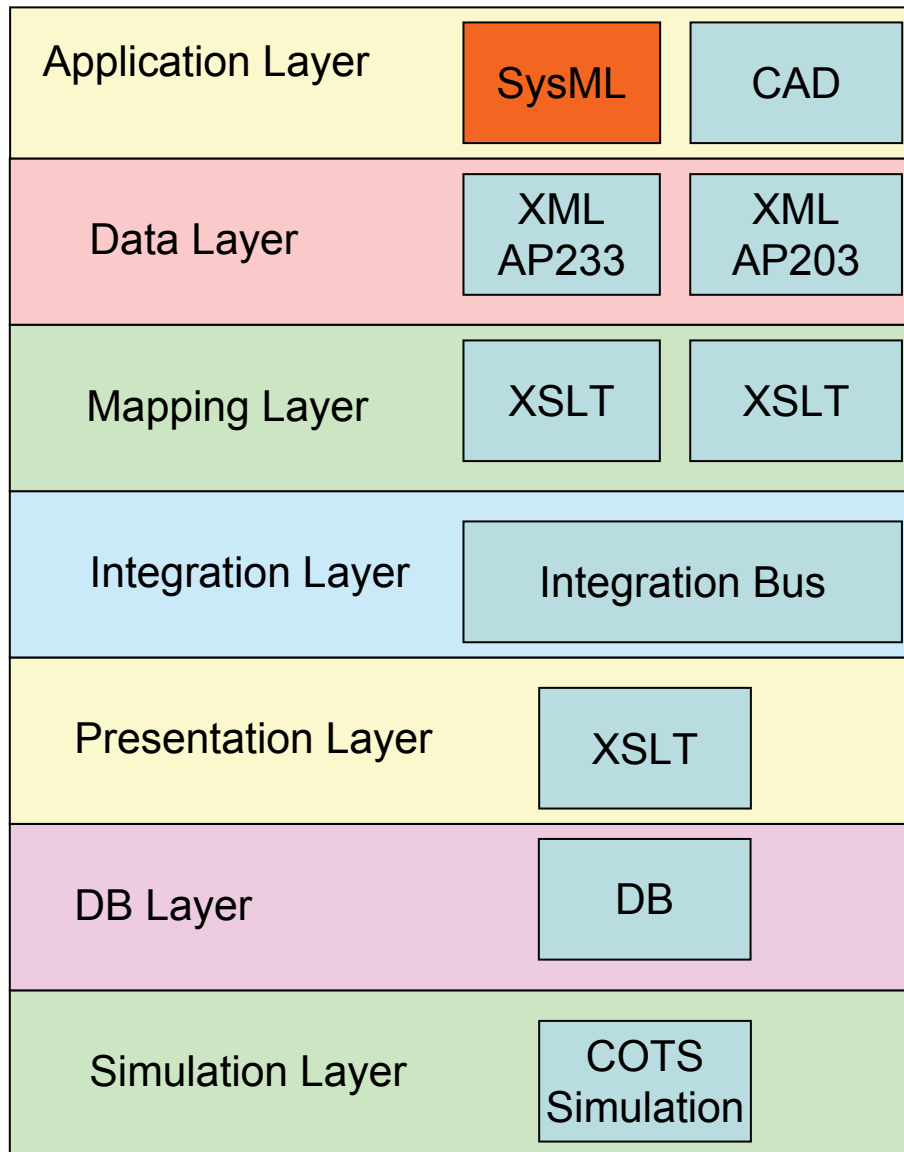 Application Layer
SysML
CAD
Data Layer
XML
AP233
XML
AP203
Mapping Layer
XSLT
XSLT
Integration Layer
Integration Bus
Presentation Layer
XSLT
DB Layer
DB
Simulation Layer
COTS
Simulation